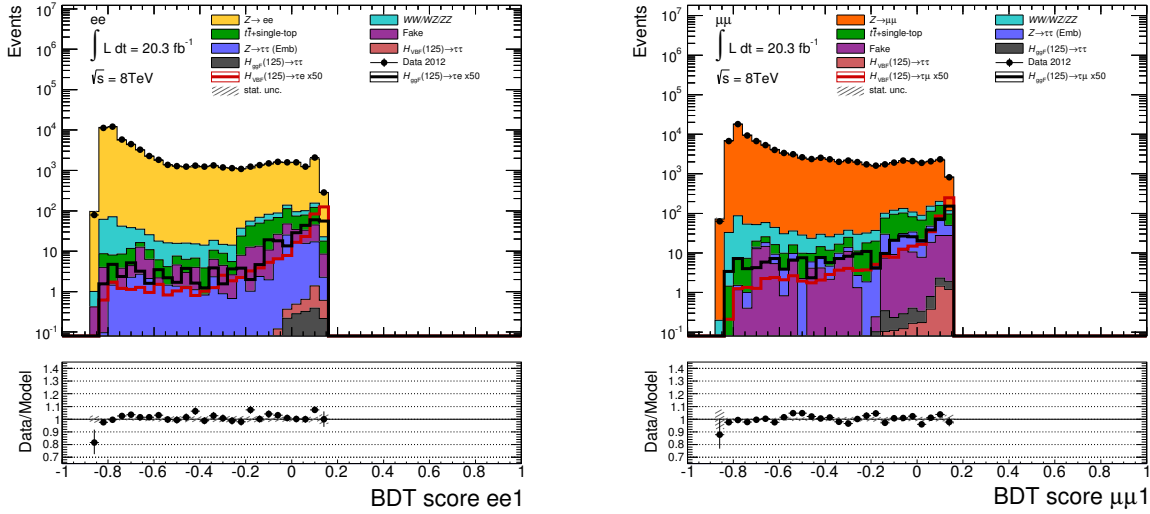 Events
10⁷
10⁶
10⁵
10⁴
10³
10²
10
1
10⁻¹
ee
∫ L dt = 20.3 fb⁻¹
√s = 8TeV
Z→ ee
tt̄+single-top
Z→ττ (Emb)
H_ggF(125)→ττ
H_VBF(125)→τe x50
stat. unc.
WW/WZ/ZZ
Fake
H_VBF(125)→ττ
Data 2012
H_ggF(125)→τe x50
Data/Model
1.4
1.3
1.2
1.1
1
0.9
0.8
0.7
-1 -0.8 -0.6 -0.4 -0.2 0 0.2 0.4 0.6 0.8 1
BDT score ee1
Events
10⁷
10⁶
10⁵
10⁴
10³
10²
10
1
10⁻¹
μμ
∫ L dt = 20.3 fb⁻¹
√s = 8TeV
Z→μμ
tt̄+single-top
Fake
H_VBF(125)→ττ
H_VBF(125)→τμ x50
stat. unc.
WW/WZ/ZZ
Z→ττ (Emb)
H_ggF(125)→ττ
Data 2012
H_ggF(125)→τμ x50
Data/Model
1.4
1.3
1.2
1.1
1
0.9
0.8
0.7
-1 -0.8 -0.6 -0.4 -0.2 0 0.2 0.4 0.6 0.8 1
BDT score μμ1